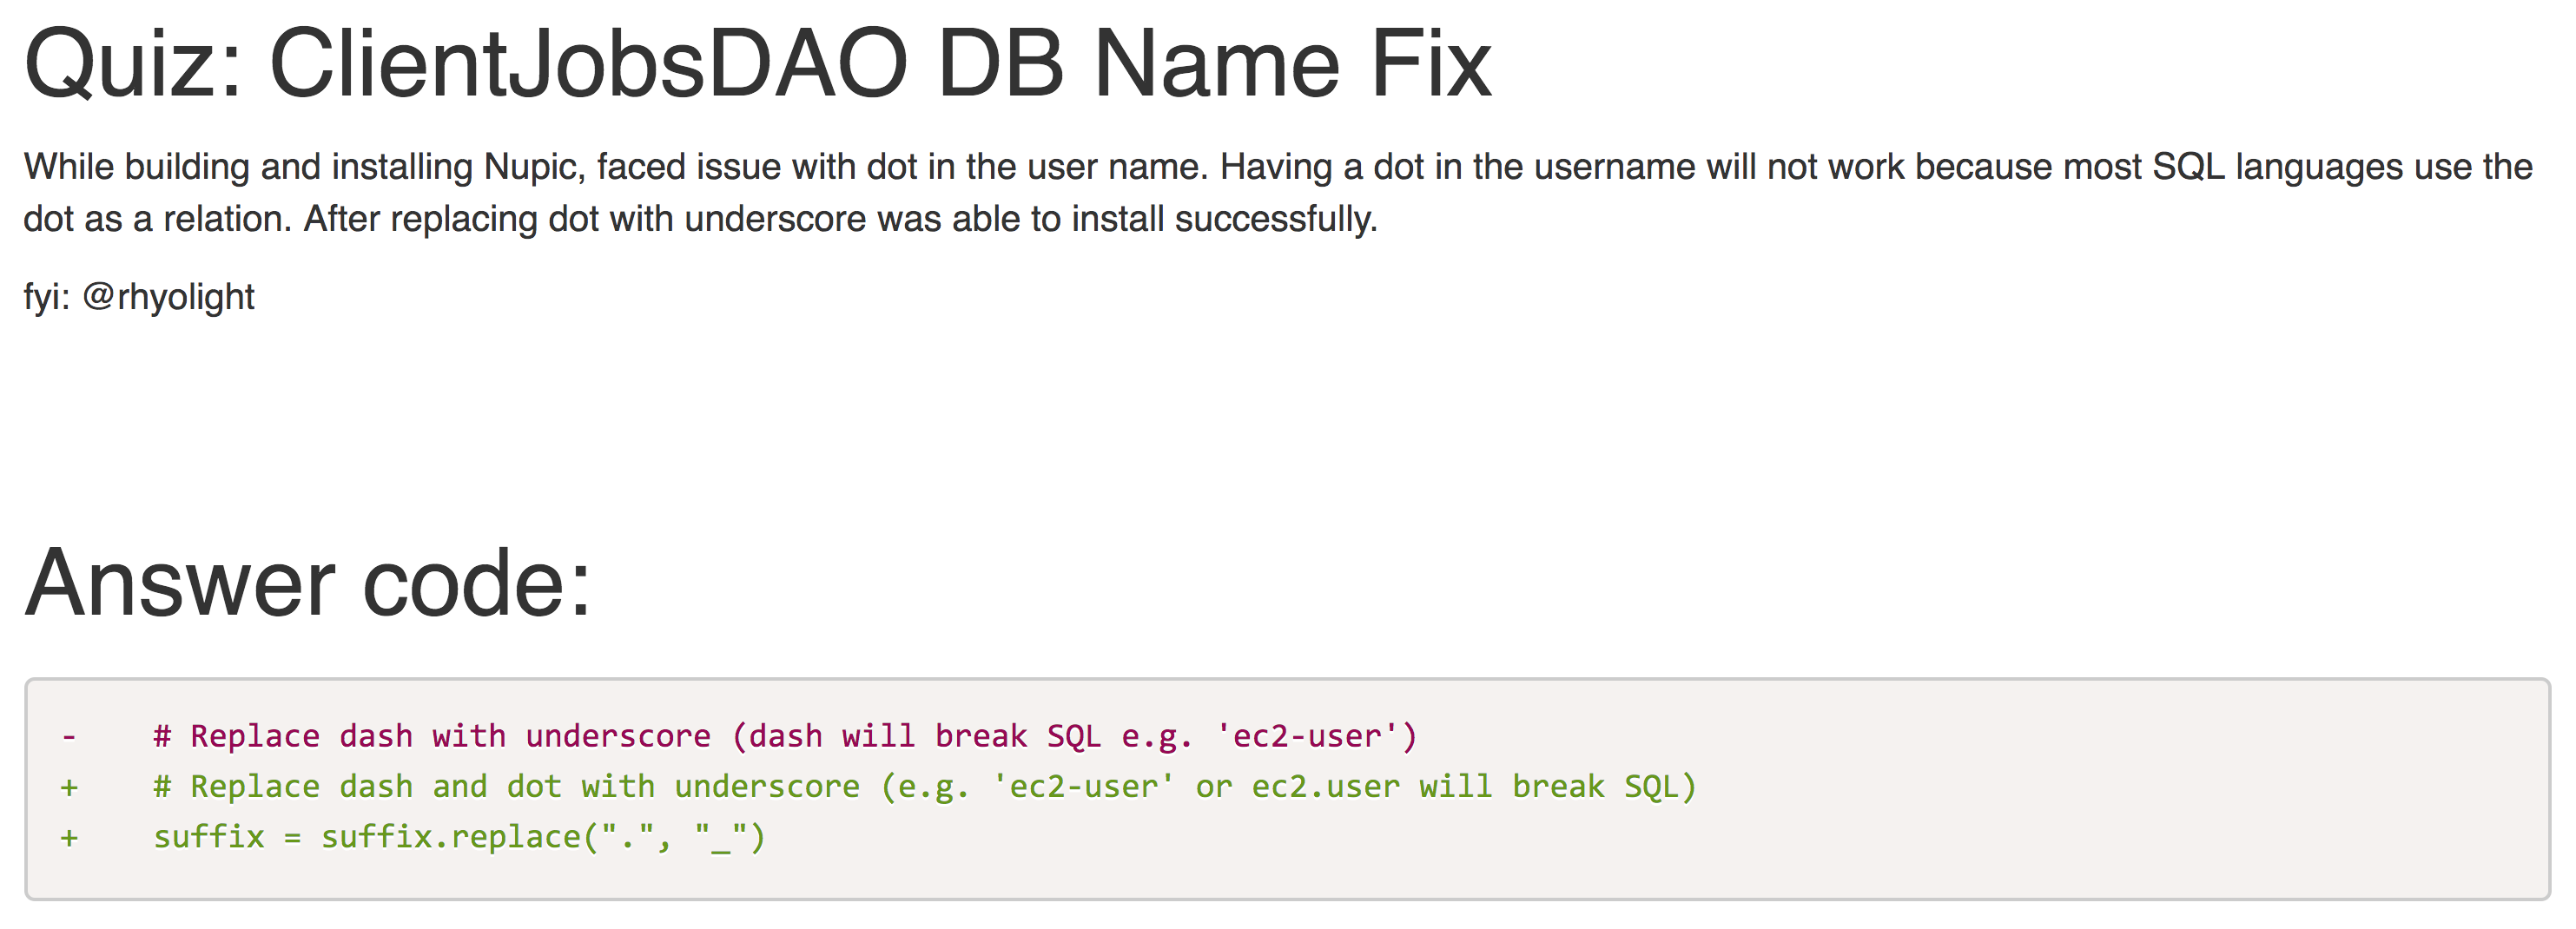 Quiz: ClientJobsDAO DB Name Fix
While building and installing Nupic, faced issue with dot in the user name. Having a dot in the username will not work because most SQL languages use the
dot as a relation. After replacing dot with underscore was able to install successfully.
fyi: @rhyolight
Answer code:
-    # Replace dash with underscore (dash will break SQL e.g. 'ec2-user')
+    # Replace dash and dot with underscore (e.g. 'ec2-user' or ec2.user will break SQL)
+    suffix = suffix.replace(".", "_")